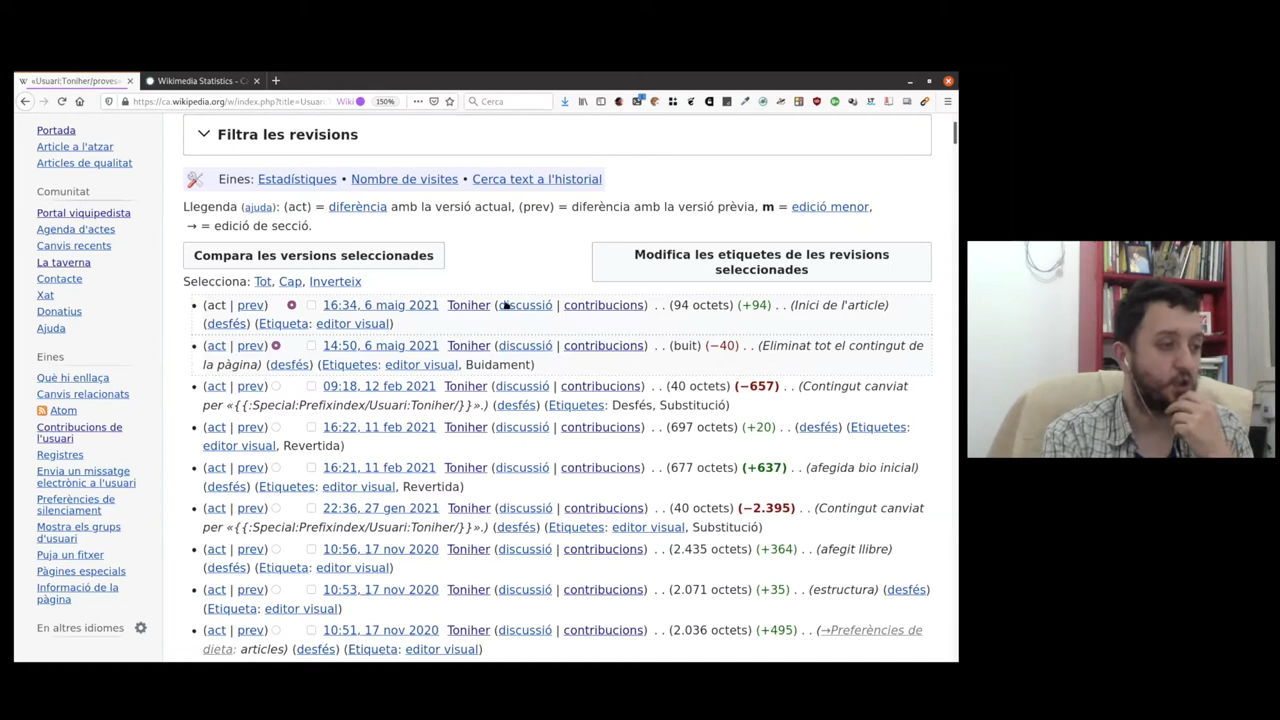 «Usuari:Toniher/proves»
Wikimedia Statistics - C
https://ca.wikipedia.org/w/index.php?title=Usuari
Wiki
150%
Cerca
Portada
Article a l'atzar
Articles de qualitat
Comunitat
Portal viquipedista
Agenda d'actes
Canvis recents
La taverna
Contacte
Xat
Donatius
Ajuda
Eines
Què hi enllaça
Canvis relacionats
Atom
Contribucions de
l'usuari
Registres
Envia un missatge
electrònic a l'usuari
Preferències de
silenciament
Mostra els grups
d'usuari
Puja un fitxer
Pàgines especials
Informació de la
pàgina
En altres idiomes
Filtra les revisions
Eines: Estadístiques • Nombre de visites • Cerca text a l'historial
Llegenda (ajuda): (act) = diferència amb la versió actual, (prev) = diferència amb la versió prèvia, m = edició menor,
→ = edició de secció.
Compara les versions seleccionades
Modifica les etiquetes de les revisions
seleccionades
Selecciona: Tot, Cap, Inverteix
(act | prev) 16:34, 6 maig 2021 Toniher (discussió | contribucions) . . (94 octets) (+94) . . (Inici de l'article)
(desfés) (Etiqueta: editor visual)
(act | prev) 14:50, 6 maig 2021 Toniher (discussió | contribucions) . . (buit) (−40) . . (Eliminat tot el contingut de
la pàgina) (desfés) (Etiquetes: editor visual, Buidament)
(act | prev) 09:18, 12 feb 2021 Toniher (discussió | contribucions) . . (40 octets) (−657) . . (Contingut canviat
per «{{:Special:Prefixindex/Usuari:Toniher/}}».) (desfés) (Etiquetes: Desfés, Substitució)
(act | prev) 16:22, 11 feb 2021 Toniher (discussió | contribucions) . . (697 octets) (+20) . . (desfés) (Etiquetes:
editor visual, Revertida)
(act | prev) 16:21, 11 feb 2021 Toniher (discussió | contribucions) . . (677 octets) (+637) . . (afegida bio inicial)
(desfés) (Etiquetes: editor visual, Revertida)
(act | prev) 22:36, 27 gen 2021 Toniher (discussió | contribucions) . . (40 octets) (−2.395) . . (Contingut canviat
per «{{:Special:Prefixindex/Usuari:Toniher/}}».) (desfés) (Etiquetes: editor visual, Substitució)
(act | prev) 10:56, 17 nov 2020 Toniher (discussió | contribucions) . . (2.435 octets) (+364) . . (afegit llibre)
(desfés) (Etiqueta: editor visual)
(act | prev) 10:53, 17 nov 2020 Toniher (discussió | contribucions) . . (2.071 octets) (+35) . . (estructura) (desfés)
(Etiqueta: editor visual)
(act | prev) 10:51, 17 nov 2020 Toniher (discussió | contribucions) . . (2.036 octets) (+495) . . (→Preferències de
dieta: articles) (desfés) (Etiqueta: editor visual)